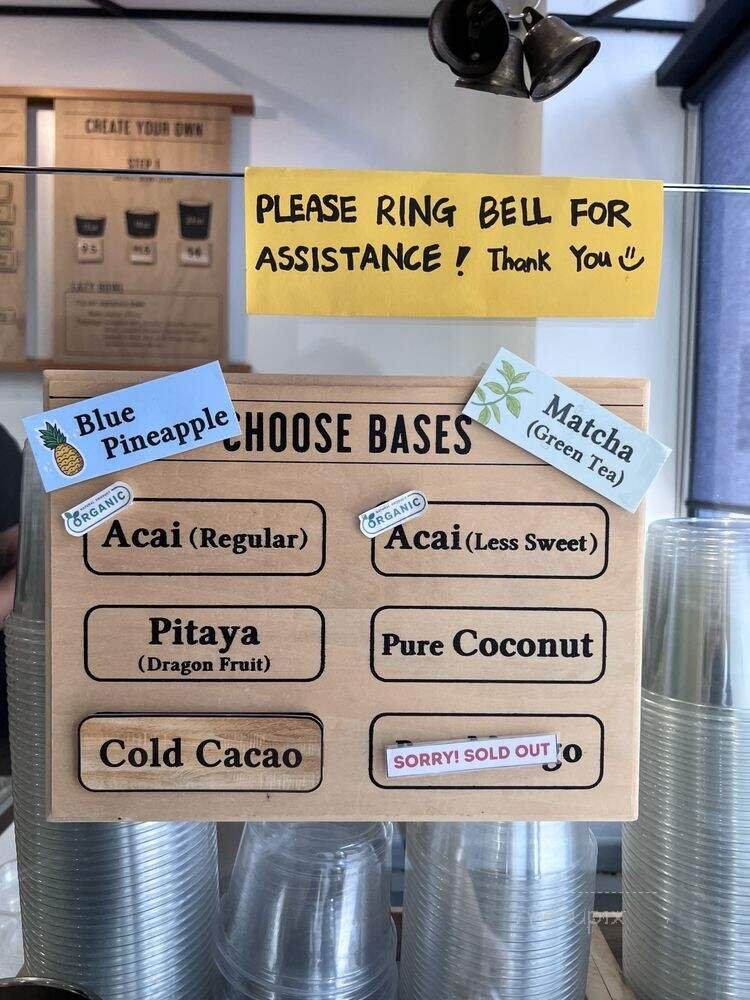 CREATE YOUR OWN
STEP 1
PLEASE RING BELL FOR
ASSISTANCE! Thank You
Blue
Pineapple
CHOOSE BASES
Matcha
(Green Tea)
ORGANIC
Acai (Regular)
ORGANIC
Acai (Less Sweet)
Pitaya
(Dragon Fruit)
Pure Coconut
Cold Cacao
SORRY! SOLD OUT